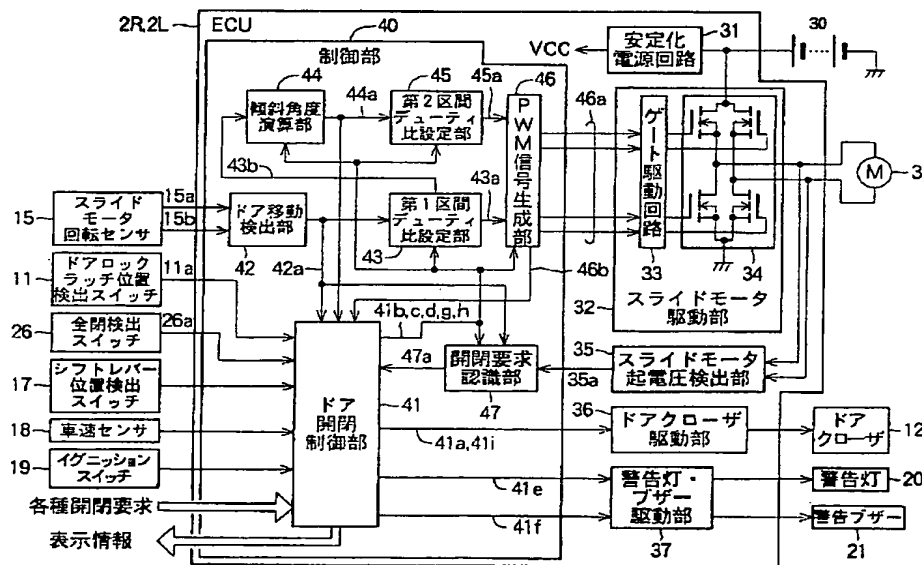 2R,2L
ECU
40
制御部
VCC
安定化
電源回路
31
30
44
傾斜角度
演算部
44a
45
第2区間
デューティ
比設定部
45a
46
PWM信号生成部
46a
43b
43a
15
スライド
モータ
回転センサ
15a
15b
ドア移動
検出部
42
42a
第1区間
デューティ
比設定部
43
46b
ゲート駆動回路
33
34
32
スライドモータ
駆動部
M
3
11
ドアロック
ラッチ位置
検出スイッチ
11a
26
全閉検出
スイッチ
26a
17
シフトレバー
位置検出
スイッチ
18
車速センサ
19
イグニッション
スイッチ
各種開閉要求
表示情報
41b,c,d,g,h
47a
開閉要求
認識部
47
ドア
開閉
制御部
41
35
スライドモータ
起電圧検出部
35a
36
ドアクローザ
駆動部
41a,41i
ドア
クローザ
12
41e
41f
警告灯・
ブザー
駆動部
37
警告灯
20
警告ブザー
21